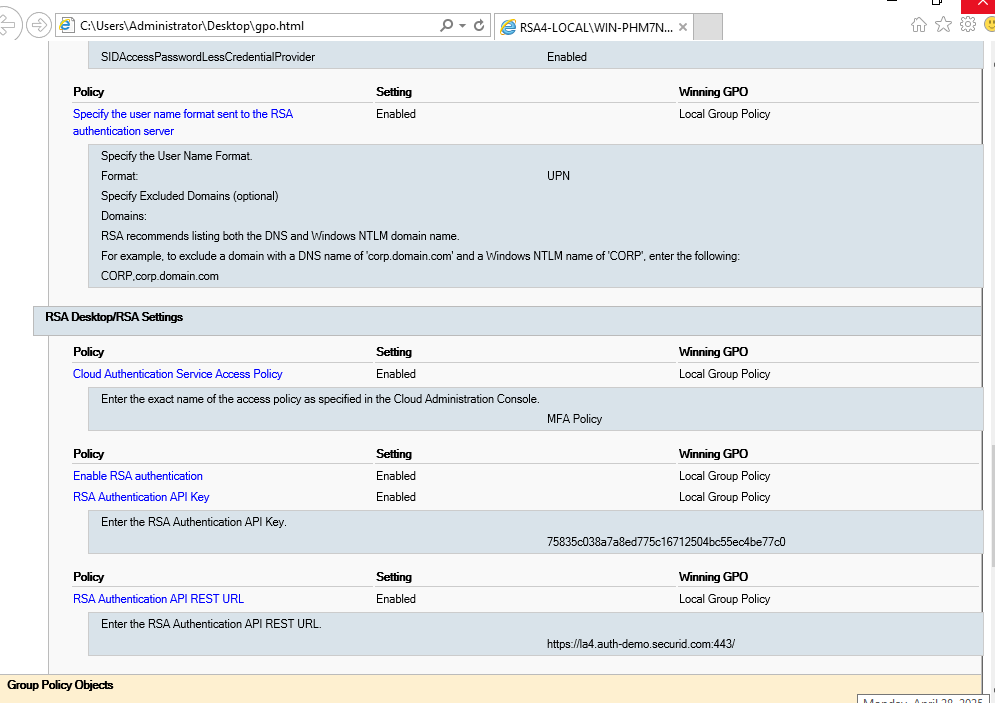 C:\Users\Administrator\Desktop\gpo.html
RSA4-LOCAL\WIN-PHM7N...
SIDAccessPasswordLessCredentialProvider Enabled
Policy Setting Winning GPO
Specify the user name format sent to the RSA Enabled Local Group Policy
authentication server
Specify the User Name Format.
Format: UPN
Specify Excluded Domains (optional)
Domains:
RSA recommends listing both the DNS and Windows NTLM domain name.
For example, to exclude a domain with a DNS name of 'corp.domain.com' and a Windows NTLM name of 'CORP', enter the following:
CORP,corp.domain.com
RSA Desktop/RSA Settings
Policy Setting Winning GPO
Cloud Authentication Service Access Policy Enabled Local Group Policy
Enter the exact name of the access policy as specified in the Cloud Administration Console.
MFA Policy
Policy Setting Winning GPO
Enable RSA authentication Enabled Local Group Policy
RSA Authentication API Key Enabled Local Group Policy
Enter the RSA Authentication API Key.
75835c038a7a8ed775c16712504bc55ec4be77c0
Policy Setting Winning GPO
RSA Authentication API REST URL Enabled Local Group Policy
Enter the RSA Authentication API REST URL.
https://la4.auth-demo.securid.com:443/
Group Policy Objects
Monday, April 28, 2025